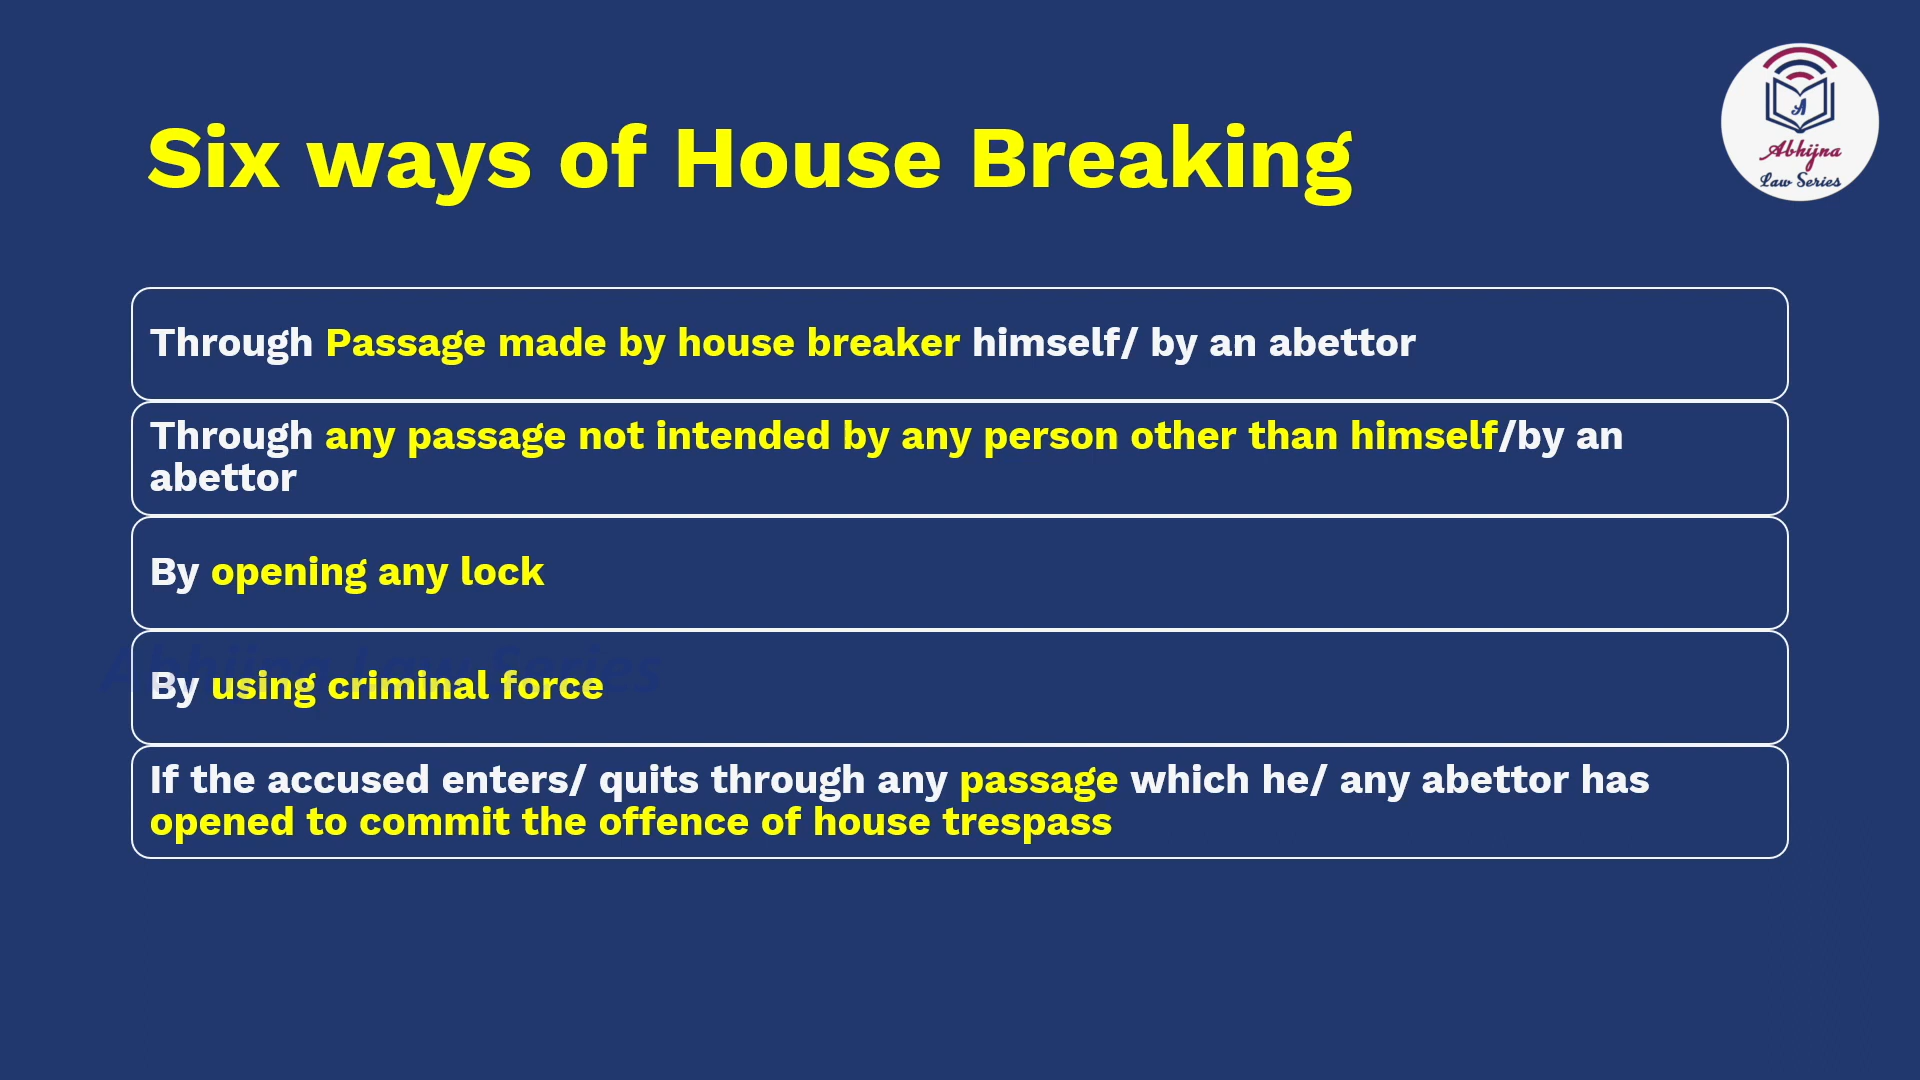 Six ways of House Breaking
A
Abhijna
Law Series
Through Passage made by house breaker himself/ by an abettor
Through any passage not intended by any person other than himself/by an
abettor
By opening any lock
Abhijna Law Series
By using criminal force
If the accused enters/ quits through any passage which he/ any abettor has
opened to commit the offence of house trespass